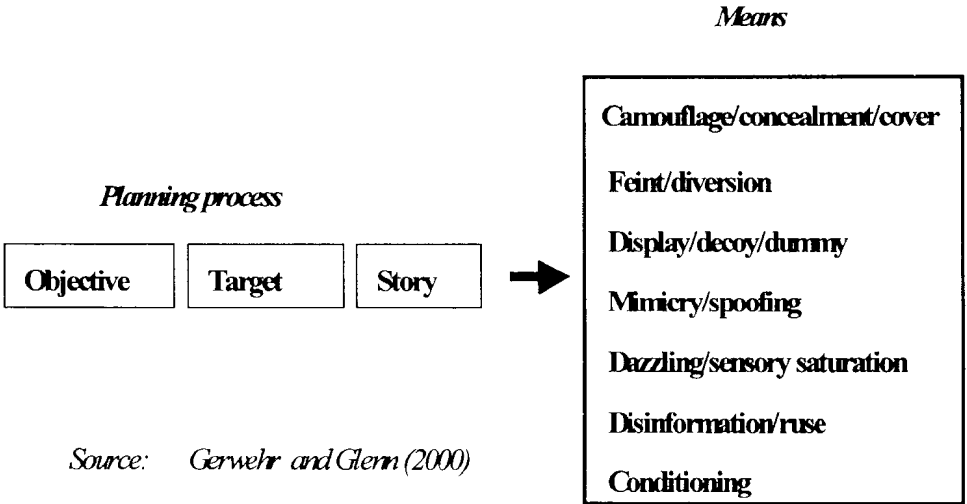 Means
Camouflage/concealment/cover
Planning process
Feint/diversion
Display/decoy/dummy
Objective
Target
Story
Mimicry/spoofing
Dazzling/sensory saturation
Disinformation/ruse
Source: Gerwehr and Glenn (2000)
Conditioning